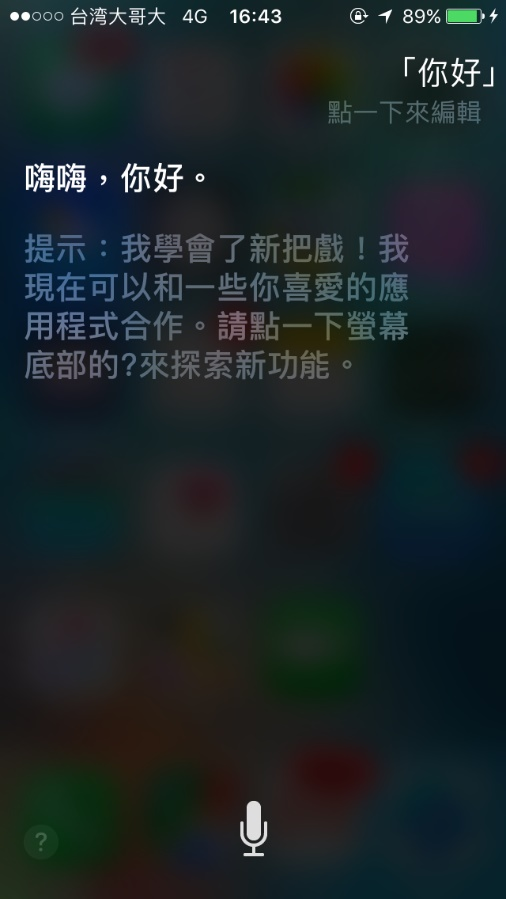 台湾大哥大 4G 16:43 89%
「你好」
點一下來編輯
嗨嗨，你好。
提示：我學會了新把戲！我
現在可以和一些你喜愛的應
用程式合作。請點一下螢幕
底部的?來探索新功能。
?